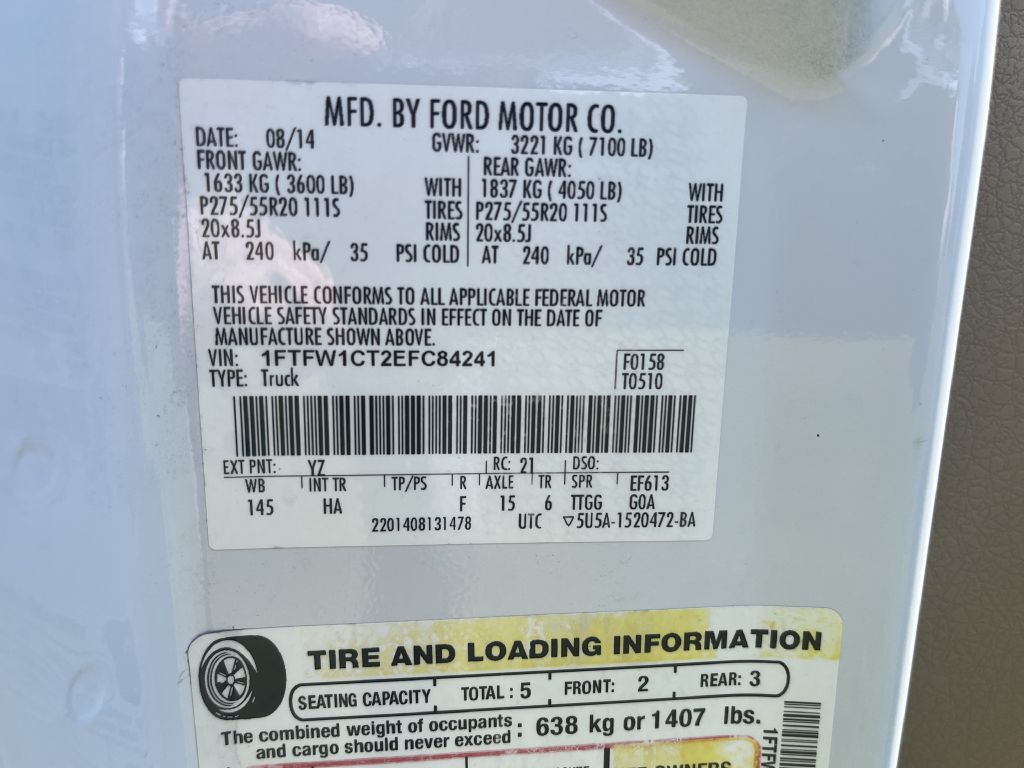 MFD. BY FORD MOTOR CO.
DATE: 08/14 GVWR: 3221 KG ( 7100 LB)
FRONT GAWR: REAR GAWR:
1633 KG ( 3600 LB) WITH 1837 KG ( 4050 LB) WITH
P275/55R20 111S TIRES P275/55R20 111S TIRES
20x8.5J RIMS 20x8.5J RIMS
AT 240 kPa/ 35 PSI COLD AT 240 kPa/ 35 PSI COLD
THIS VEHICLE CONFORMS TO ALL APPLICABLE FEDERAL MOTOR
VEHICLE SAFETY STANDARDS IN EFFECT ON THE DATE OF
MANUFACTURE SHOWN ABOVE.
VIN: 1FTFW1CT2EFC84241 F0158
TYPE: Truck T0510
EXT PNT: YZ RC: 21 DSO:
WB INT TR TP/PS R AXLE TR SPR EF613
145 HA F 15 6 TTGG GOA
2201408131478 UTC ▽5U5A-1520472-BA
TIRE AND LOADING INFORMATION
SEATING CAPACITY TOTAL : 5 FRONT: 2 REAR: 3
The combined weight of occupants : 638 kg or 1407 lbs.
and cargo should never exceed
1FTFW